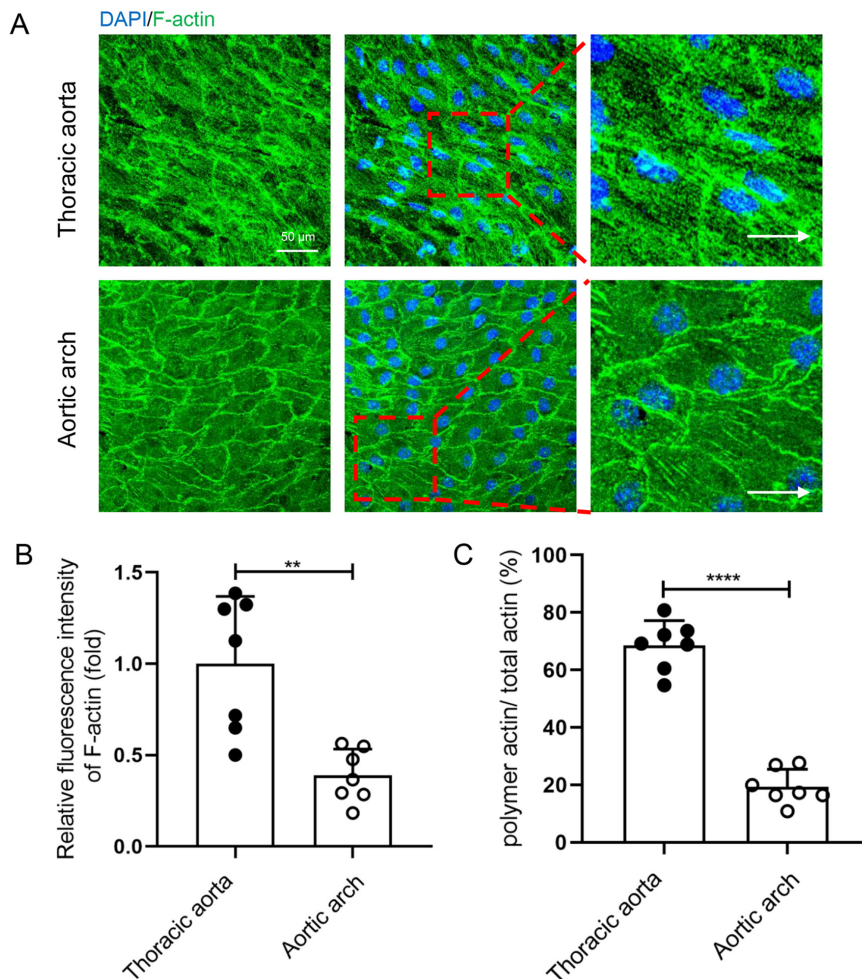 A
DAPI/F-actin
Thoracic aorta
50 μm
Aortic arch
B
Relative fluorescence intensity
of F-actin (fold)
1.5
1.0
0.5
0.0
**
Thoracic aorta
Aortic arch
C
polymer actin/ total actin (%)
100
80
60
40
20
0
****
Thoracic aorta
Aortic arch